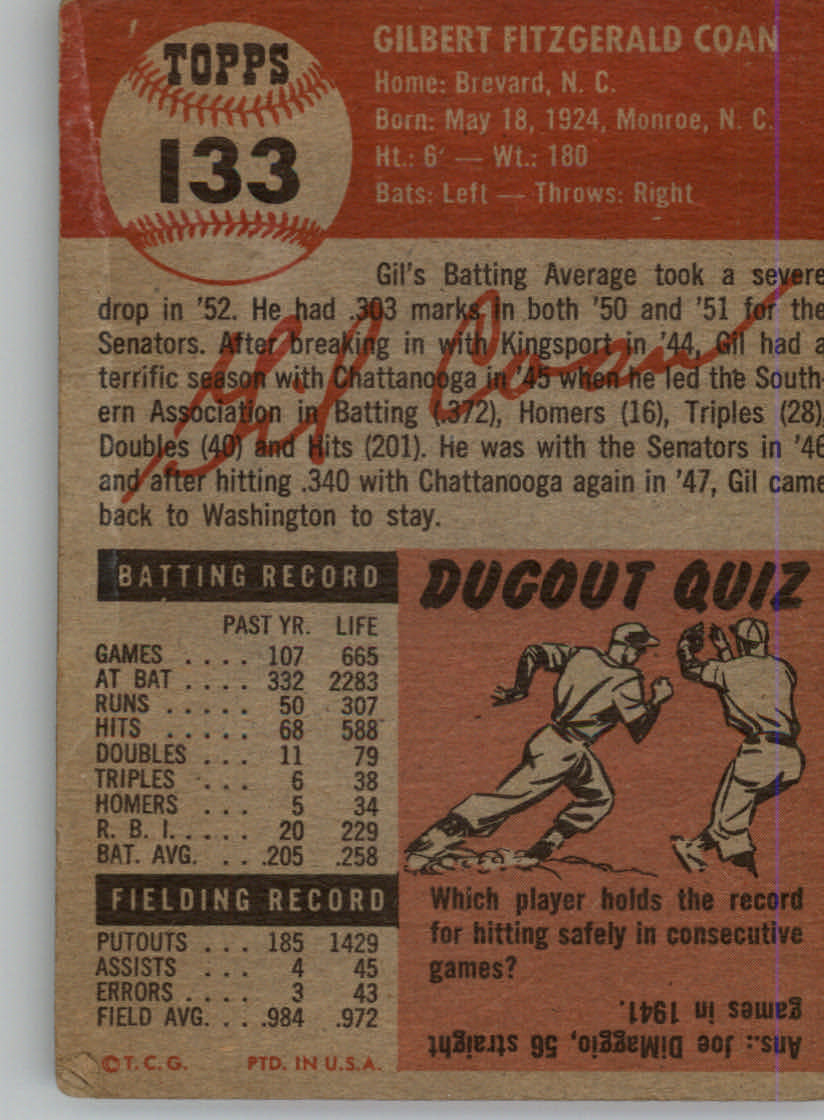 TOPPS
133
GILBERT FITZGERALD COAN
Home: Brevard, N. C.
Born: May 18, 1924, Monroe, N. C.
Ht.: 6' — Wt.: 180
Bats: Left — Throws: Right
Gil's Batting Average took a severe
drop in '52. He had .303 marks in both '50 and '51 for the
Senators. After breaking in with Kingsport in '44, Gil had a
terrific season with Chattanooga in '45 when he led the South-
ern Association in Batting (.372), Homers (16), Triples (28),
Doubles (40) and Hits (201). He was with the Senators in '46
and after hitting .340 with Chattanooga again in '47, Gil came
back to Washington to stay.
Gil Coan
BATTING RECORD
PAST YR. LIFE
GAMES .... 107 665
AT BAT .... 332 2283
RUNS ..... 50 307
HITS ..... 68 588
DOUBLES ... 11 79
TRIPLES ... 6 38
HOMERS ... 5 34
R. B. I. .... 20 229
BAT. AVG. ... .205 .258
FIELDING RECORD
PUTOUTS ... 185 1429
ASSISTS ... 4 45
ERRORS .... 3 43
FIELD AVG. ... .984 .972
©T. C. G. PTD. IN U.S.A.
DUGOUT QUIZ
Which player holds the record
for hitting safely in consecutive
games?
Ans.: Joe DiMaggio, 56 straight
games in 1941.